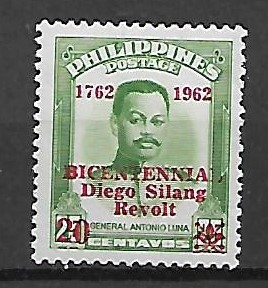 PHILIPPINES
POSTAGE
1762 1962
BICENTENNIAL
Diego Silang
Revolt
GENERAL ANTONIO LUNA
20
CENTAVOS